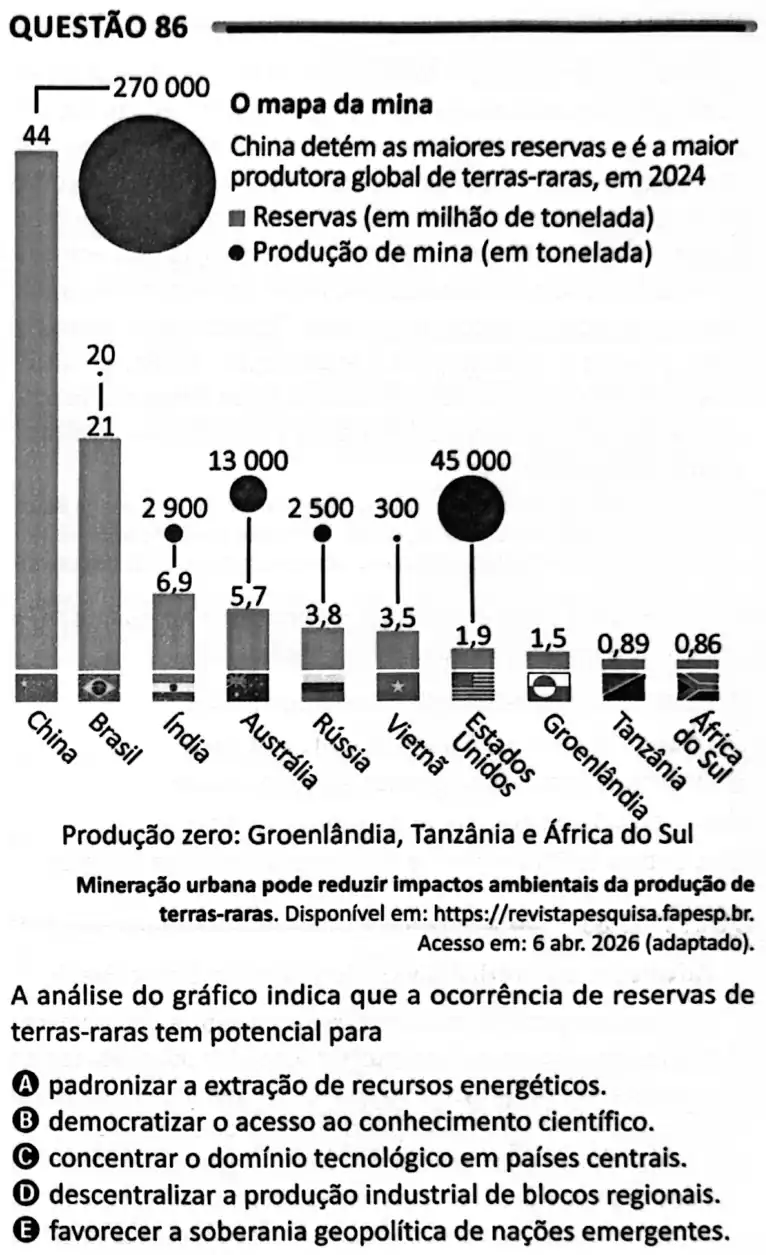 QUESTÃO 86
270 000
44
O mapa da mina
China detém as maiores reservas e é a maior
produtora global de terras-raras, em 2024
Reservas (em milhão de tonelada)
Produção de mina (em tonelada)
20
21
13 000
45 000
2 900
2 500
300
6,9
5,7
3,8
3,5
1,9
1,5
0,89
0,86
China
Brasil
Índia
Austrália
Rússia
Vietnã
Estados
Unidos
Groenlândia
Tanzânia
África
do Sul
Produção zero: Groenlândia, Tanzânia e África do Sul
Mineração urbana pode reduzir impactos ambientais da produção de
terras-raras. Disponível em: https://revistapesquisa.fapesp.br.
Acesso em: 6 abr. 2026 (adaptado).
A análise do gráfico indica que a ocorrência de reservas de
terras-raras tem potencial para
A padronizar a extração de recursos energéticos.
B democratizar o acesso ao conhecimento científico.
C concentrar o domínio tecnológico em países centrais.
D descentralizar a produção industrial de blocos regionais.
E favorecer a soberania geopolítica de nações emergentes.